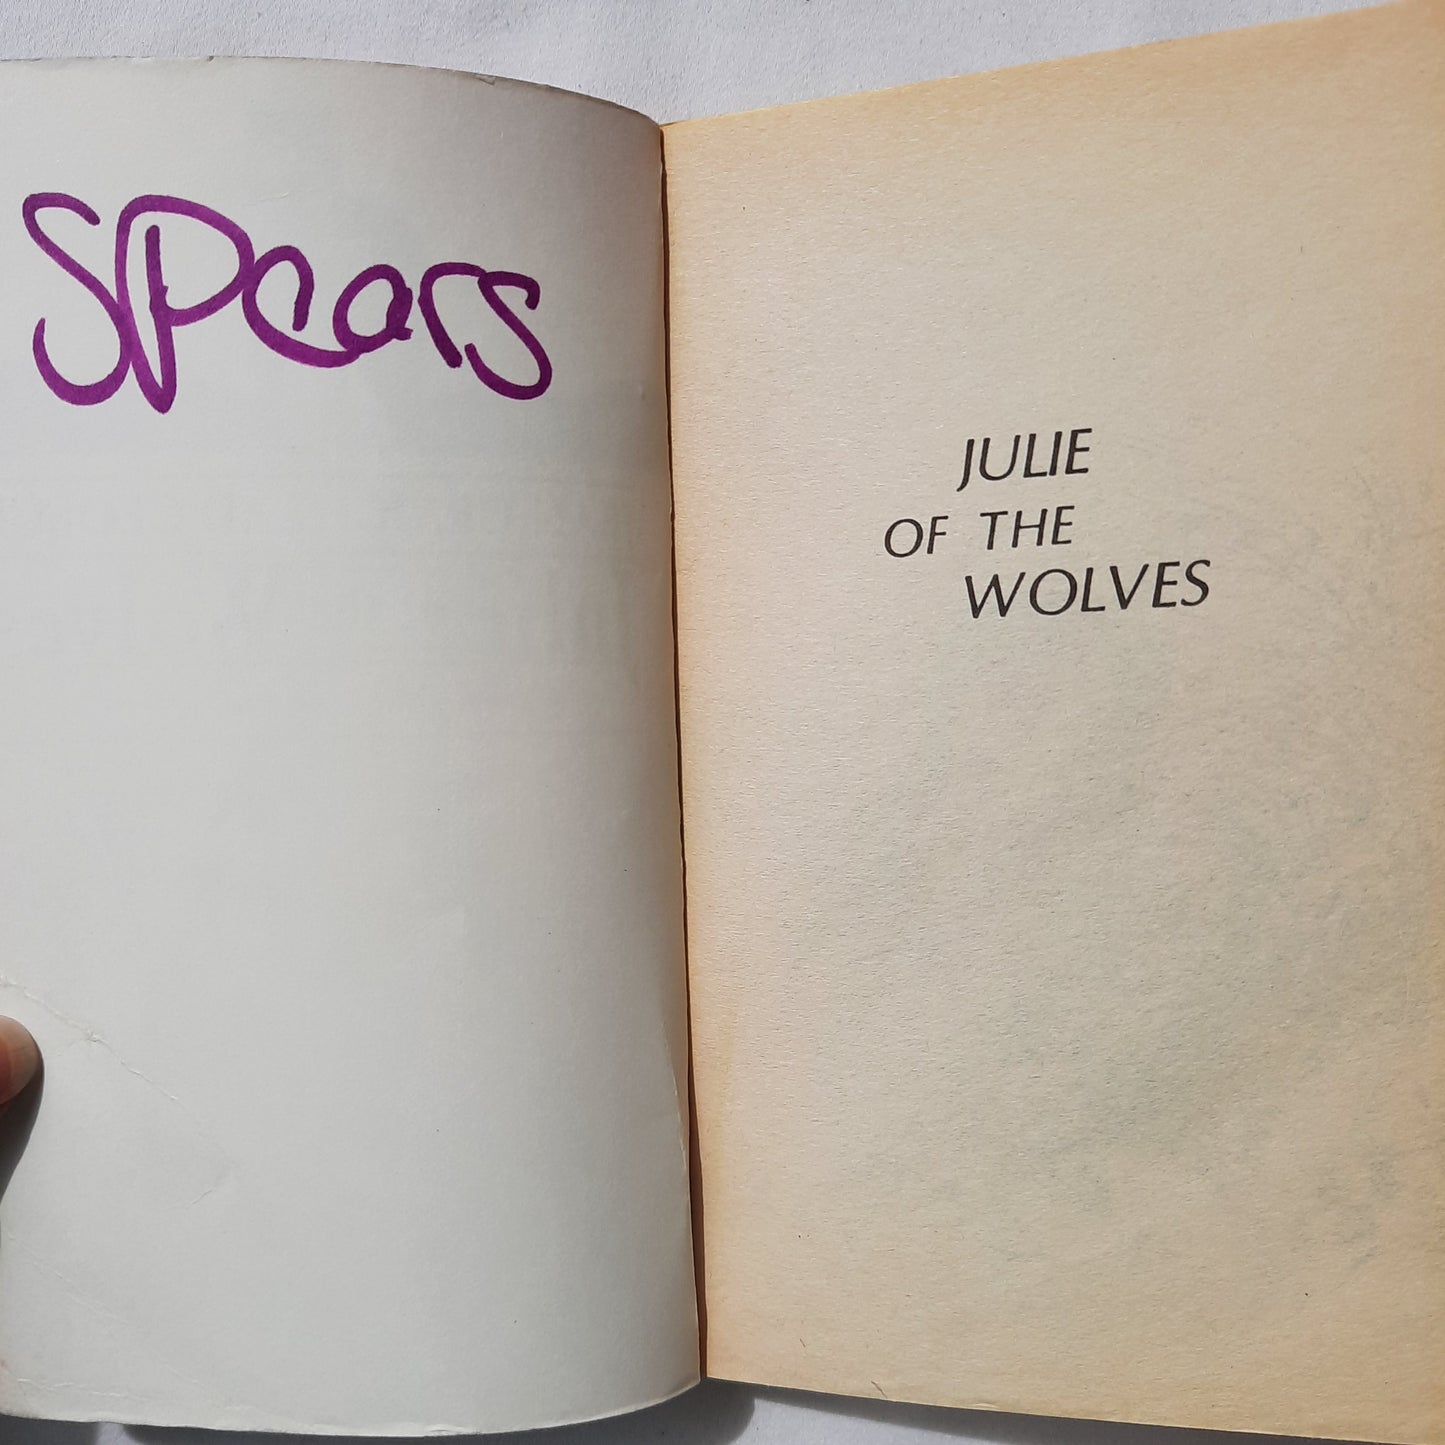 Spears
JULIE
OF THE
WOLVES